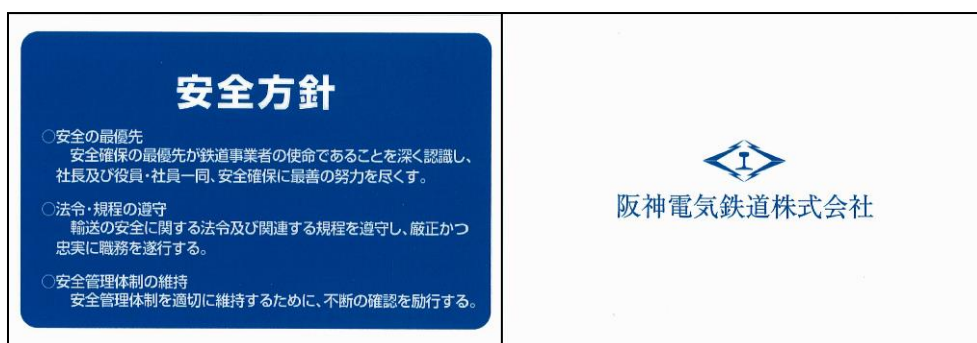 安全方針
○安全の最優先
安全確保の最優先が鉄道事業者の使命であることを深く認識し、
社長及び役員・社員一同、安全確保に最善の努力を尽くす。
○法令・規程の遵守
輸送の安全に関する法令及び関連する規程を遵守し、厳正かつ
忠実に職務を遂行する。
○安全管理体制の維持
安全管理体制を適切に維持するために、不断の確認を励行する。
阪神電気鉄道株式会社